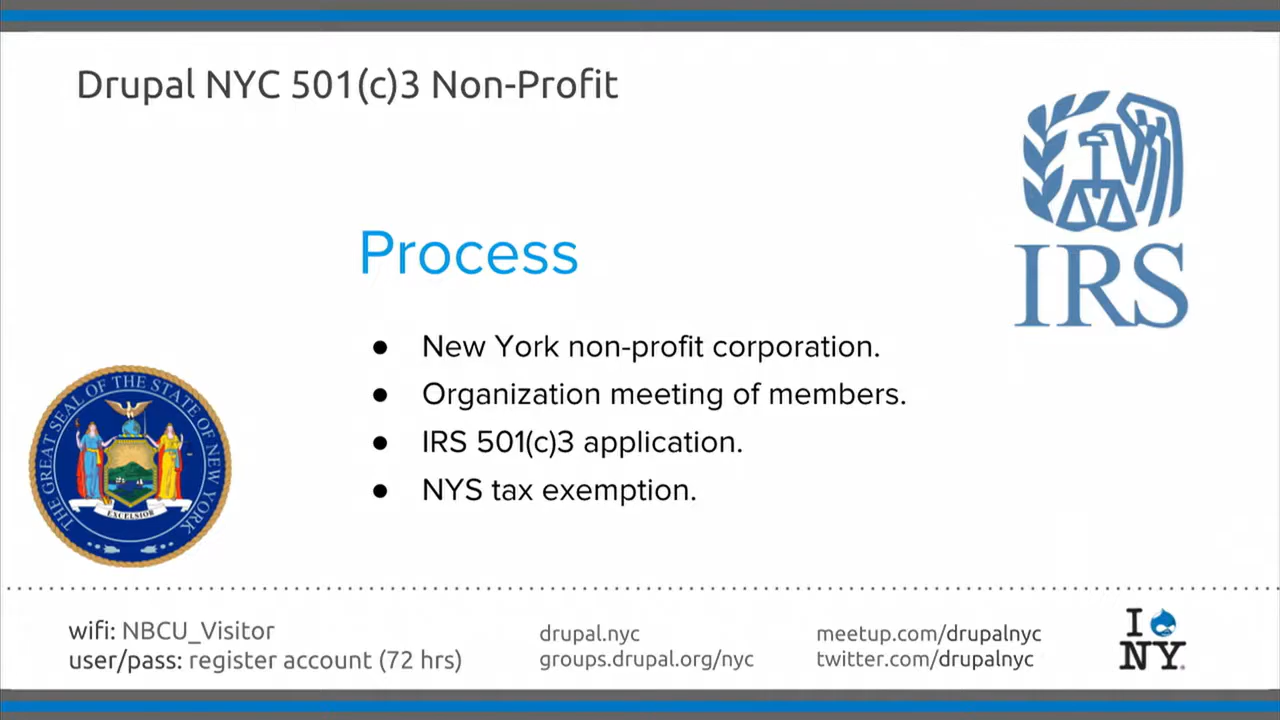 Drupal NYC 501(c)3 Non-Profit
IRS
Process
● New York non-profit corporation.
● Organization meeting of members.
● IRS 501(c)3 application.
● NYS tax exemption.
THE GREAT SEAL OF THE STATE OF NEW YORK
EXCELSIOR
wifi: NBCU_Visitor
user/pass: register account (72 hrs)
drupal.nyc
groups.drupal.org/nyc
meetup.com/drupalnyc
twitter.com/drupalnyc
I
NY